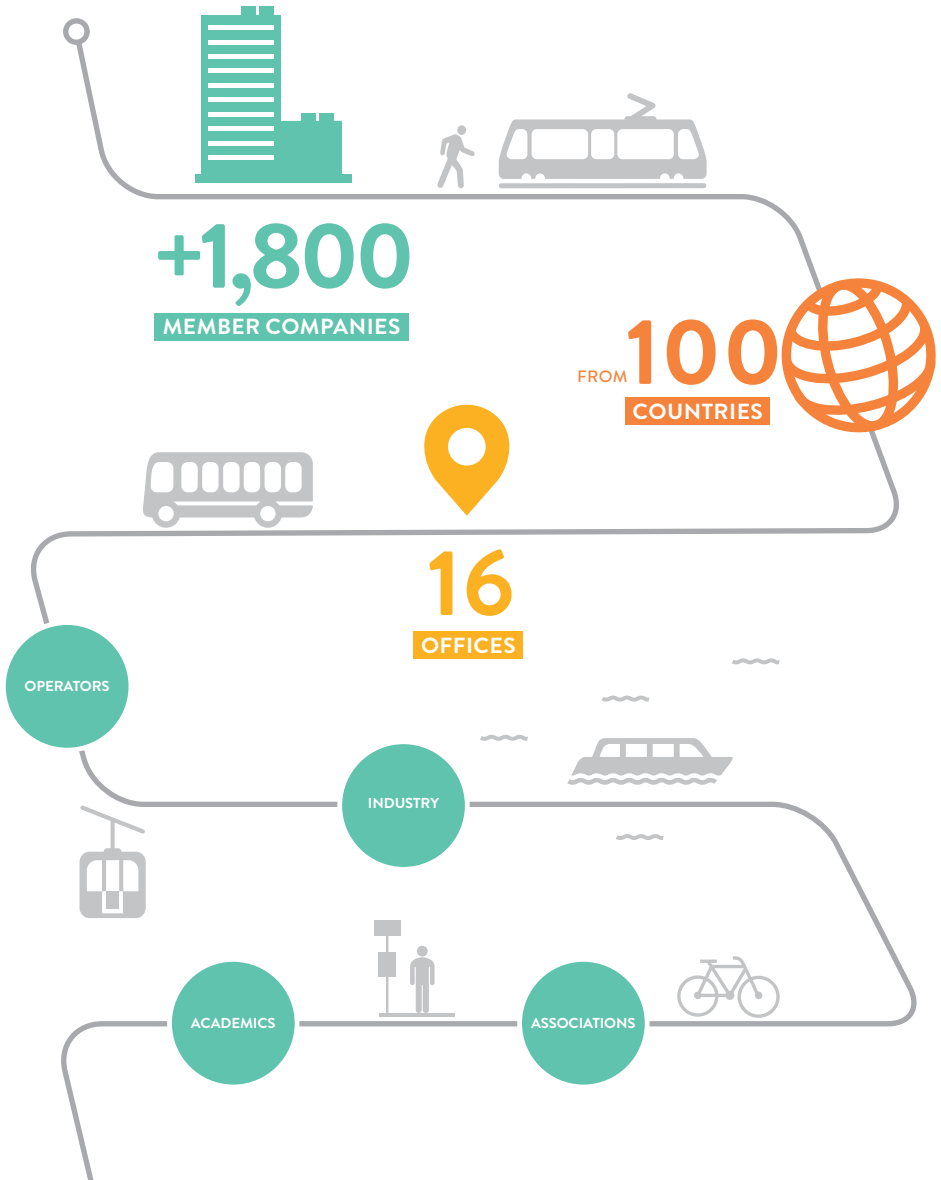 +1,800
MEMBER COMPANIES
FROM 100
COUNTRIES
16
OFFICES
OPERATORS
INDUSTRY
ACADEMICS
ASSOCIATIONS